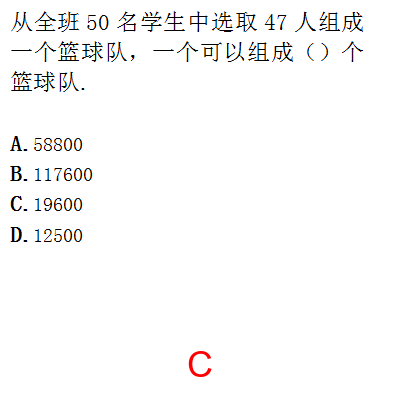 从全班 50 名学生中选取 47 人组成
一个篮球队，一个可以组成（）个
篮球队.
A. 58800
B. 117600
C. 19600
D. 12500
C